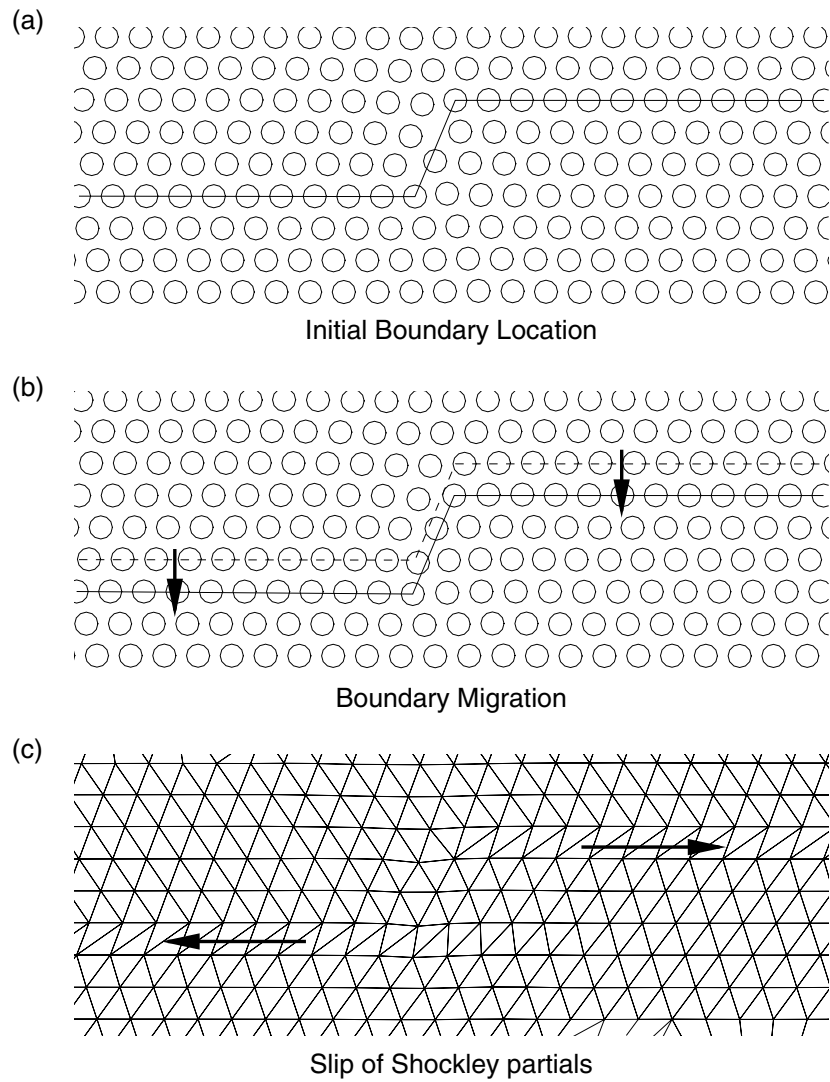 (a)
Initial Boundary Location
(b)
Boundary Migration
(c)
Slip of Shockley partials